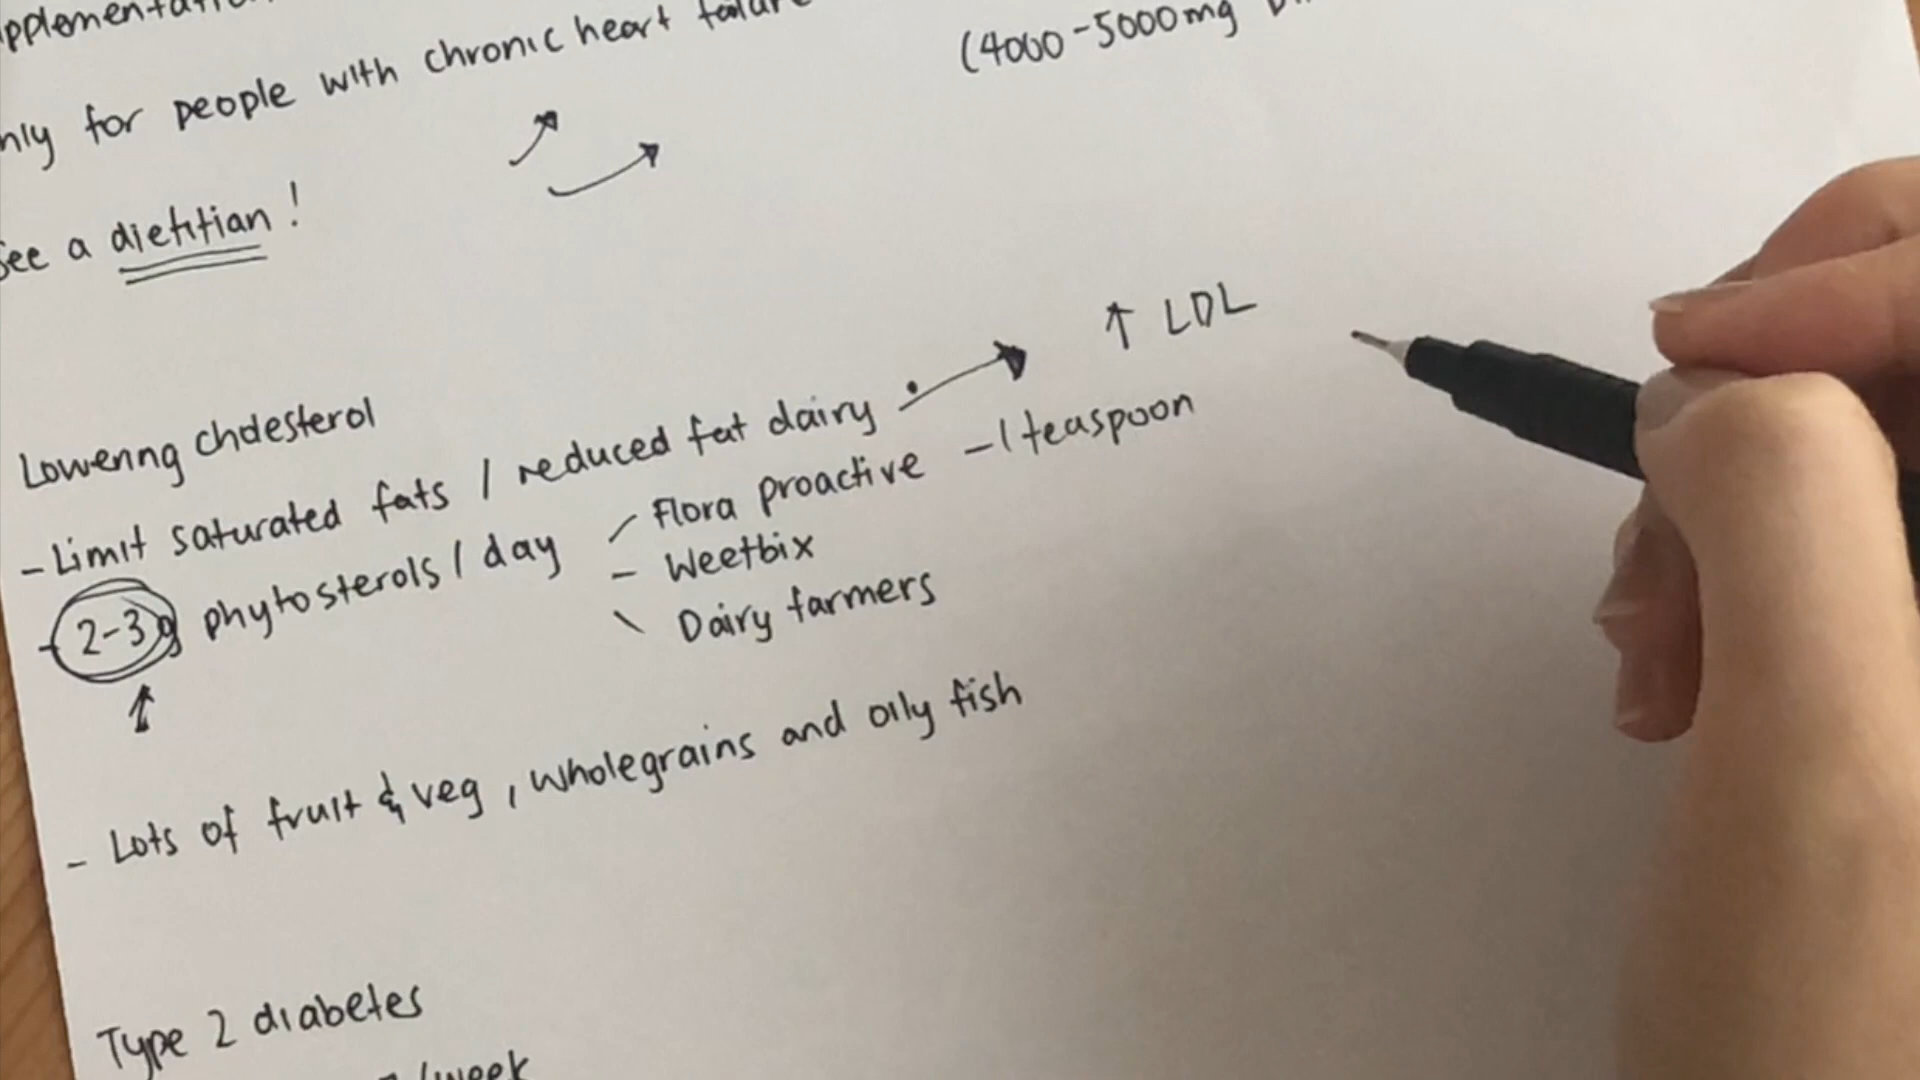 pplementatio
nly for people with chronic heart failure
(4000-5000mg
See a dietitian!
↑ LDL
Lowering cholesterol
- Limit saturated fats / reduced fat dairy
- 2-3g phytosterols / day
Flora proactive - 1 teaspoon
- Weetbix
Dairy farmers
- Lots of fruit & veg, wholegrains and oily fish
Type 2 diabetes
/week